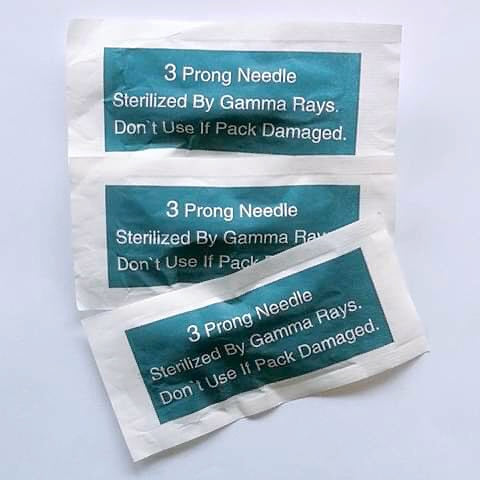 3 Prong Needle
Sterilized By Gamma Rays.
Don`t Use If Pack Damaged.
3 Prong Needle
Sterilized By Gamma
Don`t Use If Pack
3 Prong Needle
Sterilized By Gamma Rays.
Don`t Use If Pack Damaged.